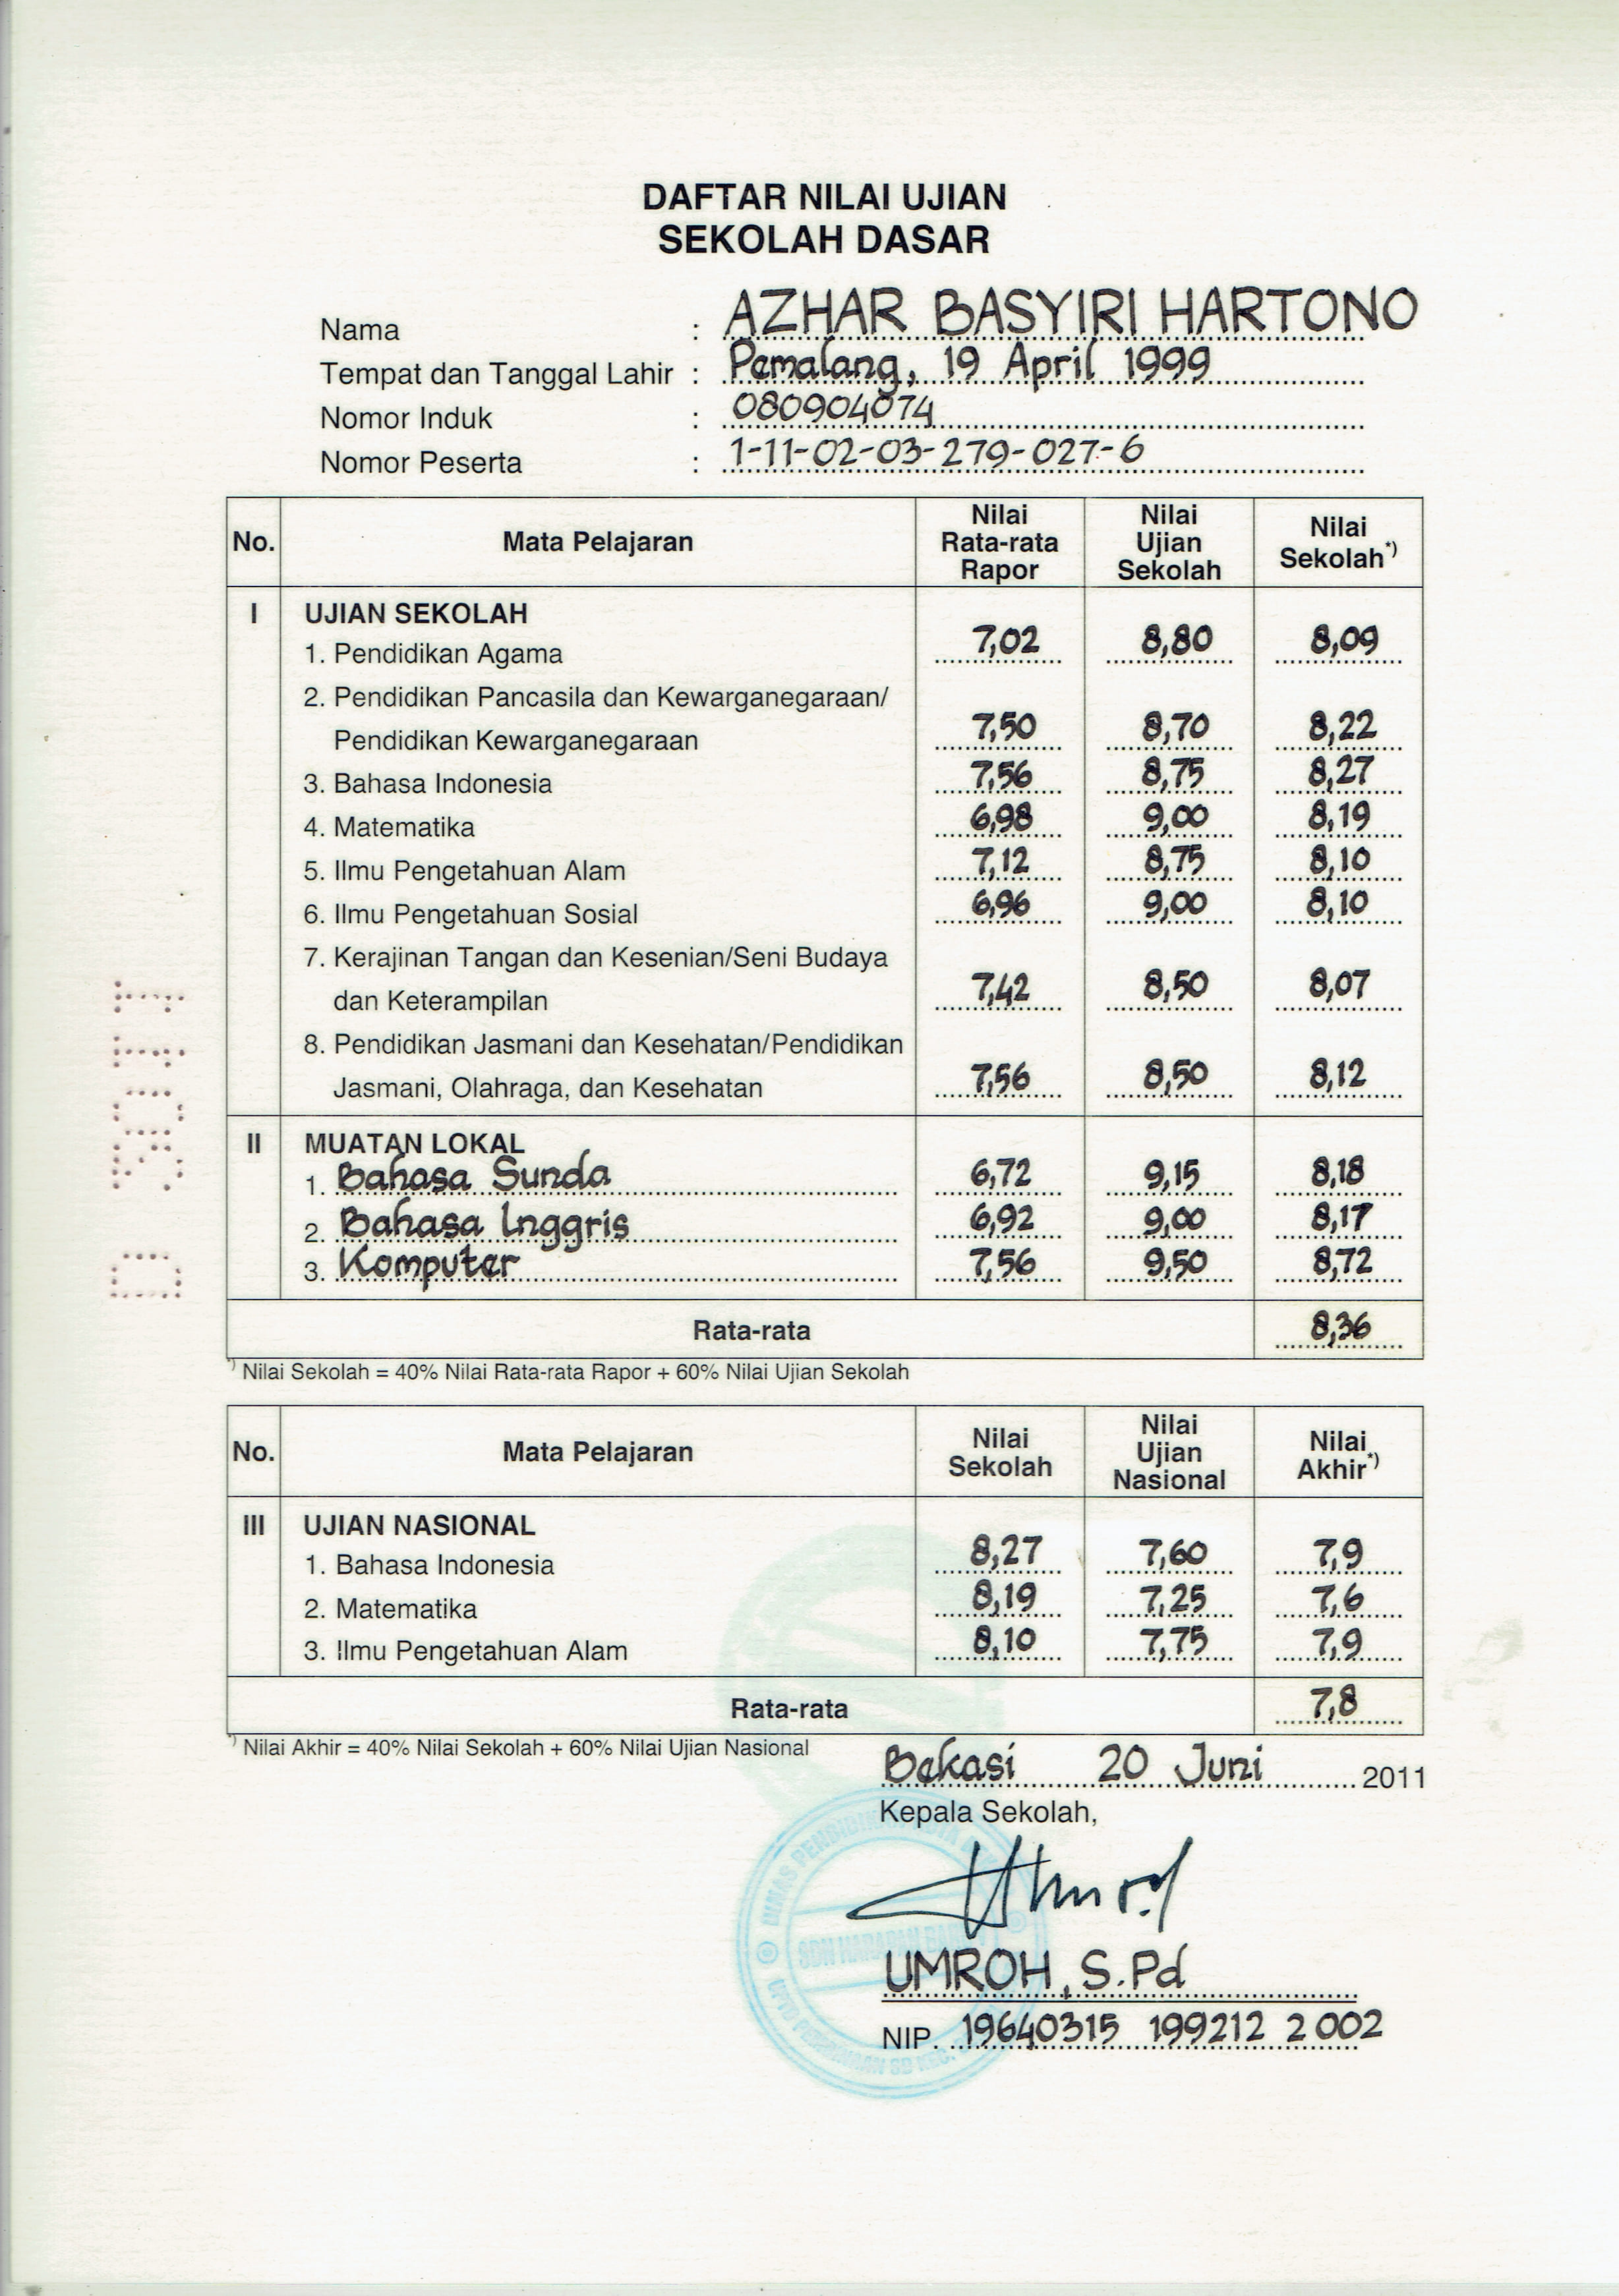 DAFTAR NILAI UJIAN
SEKOLAH DASAR
Nama : AZHAR BASYIRI HARTONO
Tempat dan Tanggal Lahir : Pemalang, 19 April 1999
Nomor Induk : 080904074
Nomor Peserta : 1-11-02-03-279-027-6
No. Mata Pelajaran Nilai Rata-rata Rapor Nilai Ujian Sekolah Nilai Sekolah*)
I UJIAN SEKOLAH
1. Pendidikan Agama 7,02 8,80 8,09
2. Pendidikan Pancasila dan Kewarganegaraan/
Pendidikan Kewarganegaraan 7,50 8,70 8,22
3. Bahasa Indonesia 7,56 8,75 8,27
4. Matematika 6,98 9,00 8,19
5. Ilmu Pengetahuan Alam 7,12 8,75 8,10
6. Ilmu Pengetahuan Sosial 6,96 9,00 8,10
7. Kerajinan Tangan dan Kesenian/Seni Budaya
dan Keterampilan 7,42 8,50 8,07
8. Pendidikan Jasmani dan Kesehatan/Pendidikan
Jasmani, Olahraga, dan Kesehatan 7,56 8,50 8,12
II MUATAN LOKAL
1. Bahasa Sunda 6,72 9,15 8,18
2. Bahasa Inggris 6,92 9,00 8,17
3. Komputer 7,56 9,50 8,72
Rata-rata 8,36
*) Nilai Sekolah = 40% Nilai Rata-rata Rapor + 60% Nilai Ujian Sekolah
No. Mata Pelajaran Nilai Sekolah Nilai Ujian Nasional Nilai Akhir*)
III UJIAN NASIONAL
1. Bahasa Indonesia 8,27 7,60 7,9
2. Matematika 8,19 7,25 7,6
3. Ilmu Pengetahuan Alam 8,10 7,75 7,9
Rata-rata 7,8
*) Nilai Akhir = 40% Nilai Sekolah + 60% Nilai Ujian Nasional
Bekasi 20 Juni 2011
Kepala Sekolah,
UMROH, S.Pd
NIP. 19640315 199212 2 002